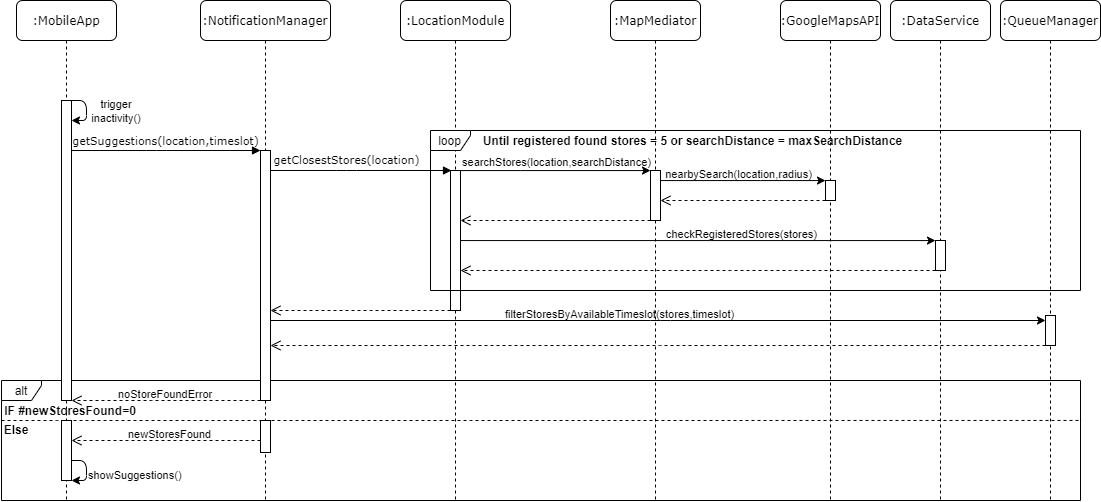 :MobileApp
:NotificationManager
:LocationModule
:MapMediator
:GoogleMapsAPI
:DataService
:QueueManager
trigger
inactivity()
getSuggestions(location,timeslot)
loop
Until registered found stores = 5 or searchDistance = maxSearchDistance
getClosestStores(location)
searchStores(location,searchDistance)
nearbySearch(location,radius)
checkRegisteredStores(stores)
filterStoresByAvailableTimeslot(stores,timeslot)
alt
noStoreFoundError
IF #newStoresFound=0
Else
newStoresFound
showSuggestions()